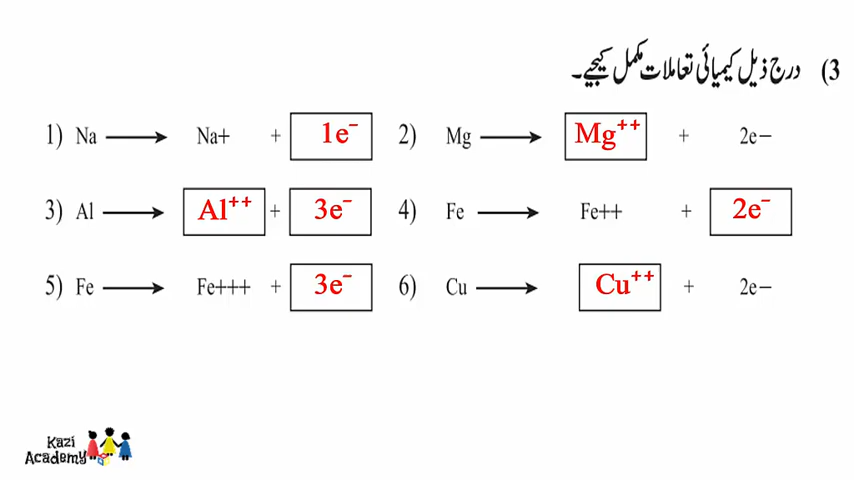 3) درج ذیل کیمیائی تعاملات مکمل کیجیے۔
1) Na ⟶ Na+ + 1e⁻ 2) Mg ⟶ Mg⁺⁺ + 2e−
3) Al ⟶ Al⁺⁺ + 3e⁻ 4) Fe ⟶ Fe++ + 2e⁻
5) Fe ⟶ Fe+++ + 3e⁻ 6) Cu ⟶ Cu⁺⁺ + 2e−
Kazi
Academy